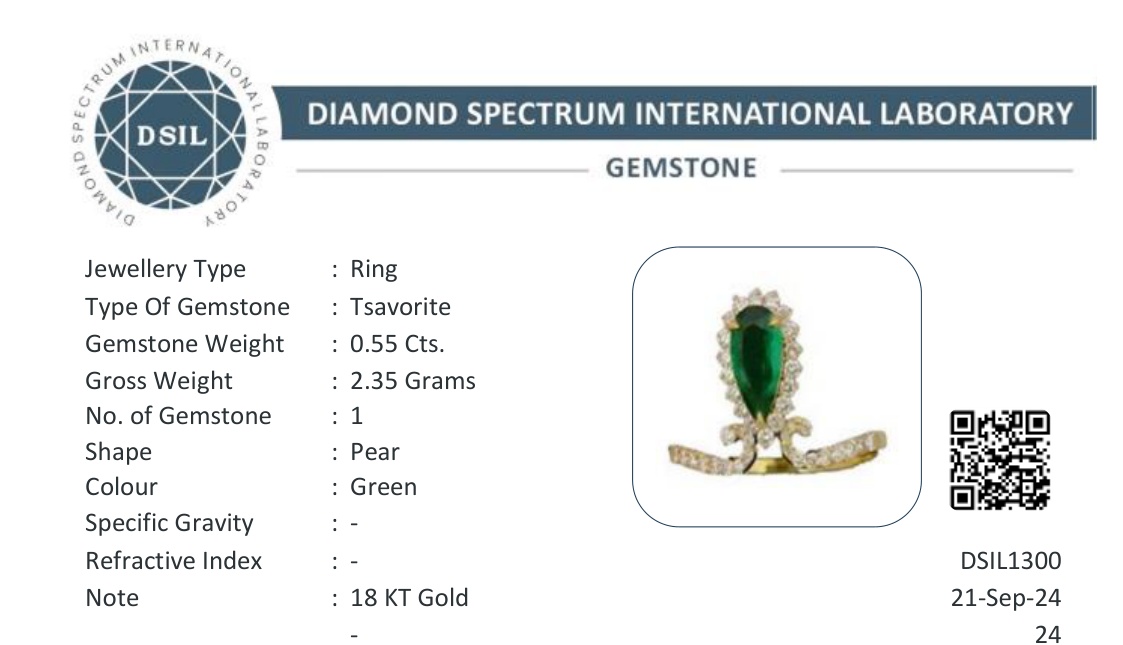 DIAMOND SPECTRUM INTERNATIONAL LABORATORY
DSIL
DIAMOND SPECTRUM INTERNATIONAL LABORATORY
GEMSTONE
Jewellery Type : Ring
Type Of Gemstone : Tsavorite
Gemstone Weight : 0.55 Cts.
Gross Weight : 2.35 Grams
No. of Gemstone : 1
Shape : Pear
Colour : Green
Specific Gravity : -
Refractive Index : - DSIL1300
Note : 18 KT Gold 21-Sep-24
- 24